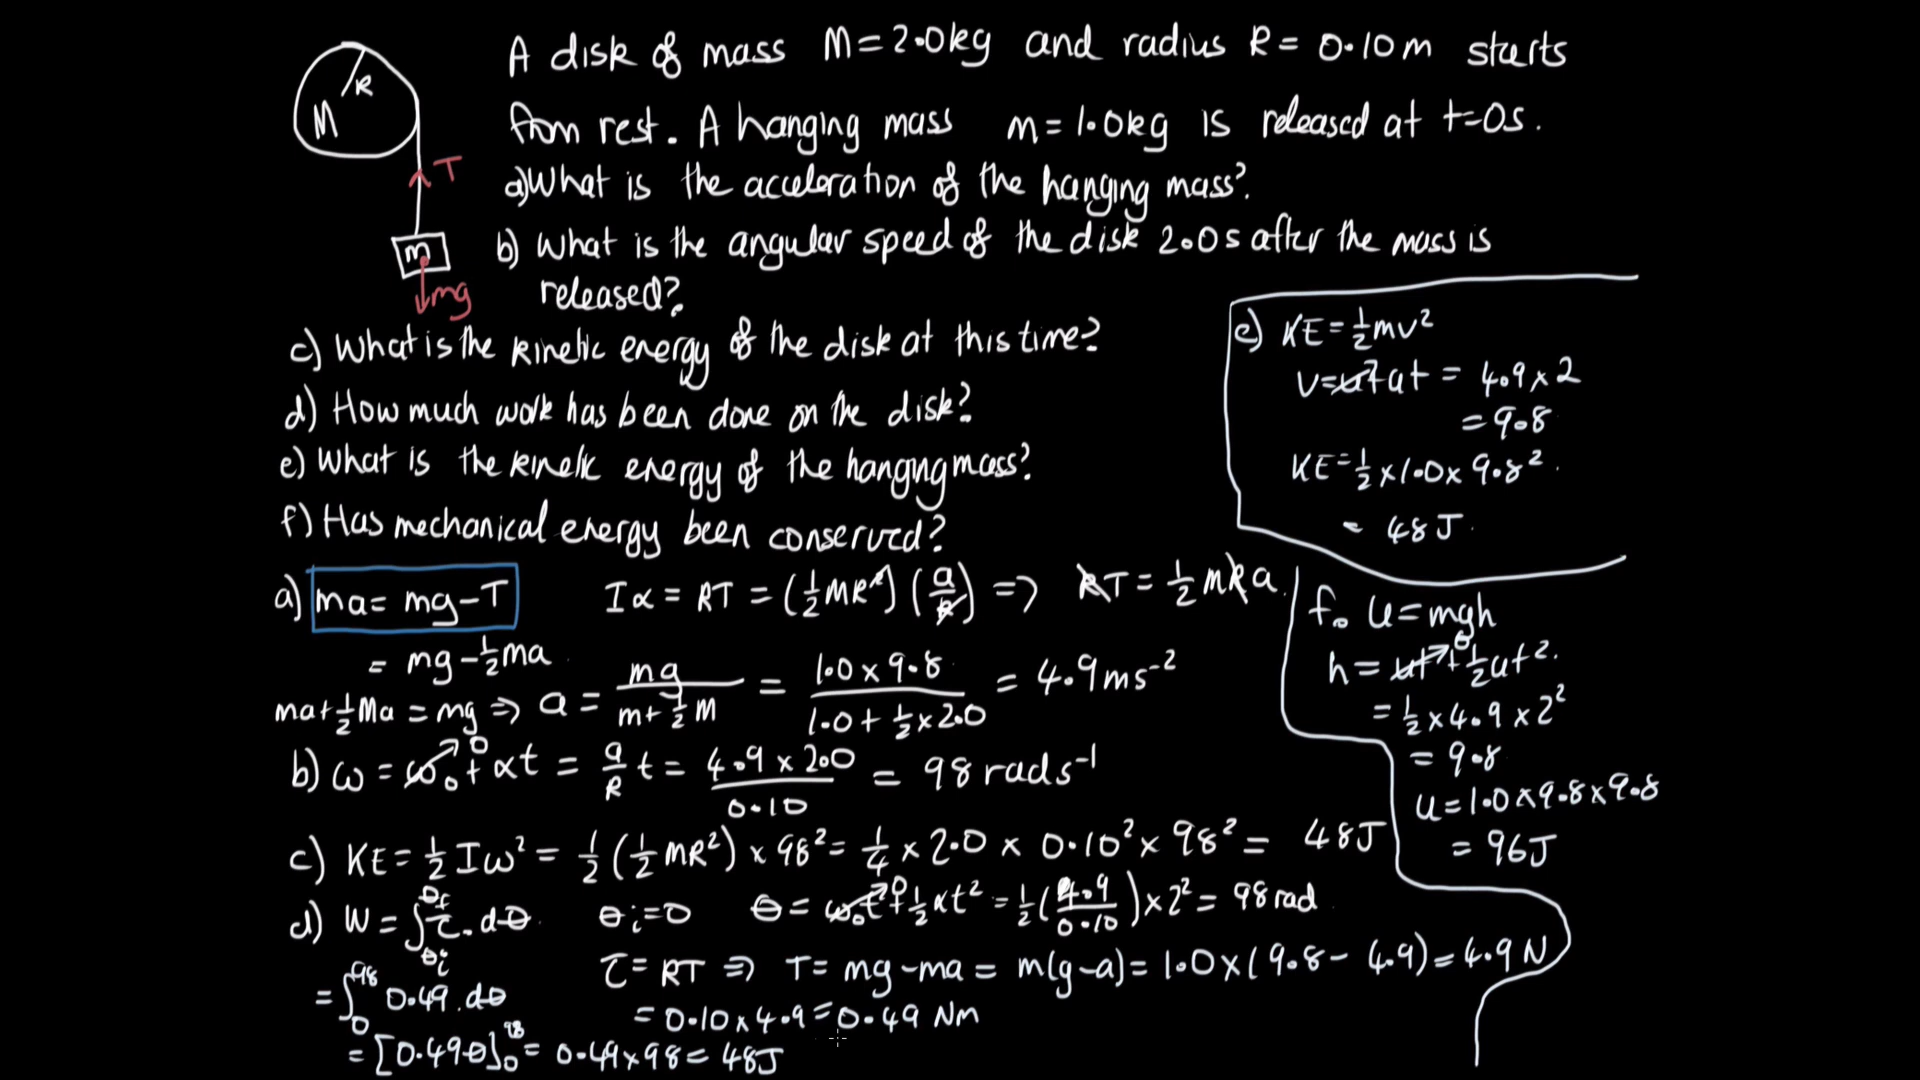 A disk of mass M = 2.0kg and radius R = 0.10m starts
from rest. A hanging mass m = 1.0kg is released at t=0s.
a) What is the acceleration of the hanging mass?
b) What is the angular speed of the disk 2.0s after the mass is
released?
c) What is the kinetic energy of the disk at this time?
d) How much work has been done on the disk?
e) What is the kinetic energy of the hanging mass?
f) Has mechanical energy been conserved?
M R
T
m
mg
a) ma = mg - T Iα = RT = (½MR²)(a/R) => RT = ½MRa
= mg - ½Ma
ma + ½Ma = mg => a = mg/(m + ½M) = (1.0 x 9.8)/(1.0 + ½ x 2.0) = 4.9ms⁻²
b) ω = ω₀ + αt = (a/R)t = (4.9 x 2.0)/0.10 = 98 rads⁻¹
0
c) KE = ½Iω² = ½(½MR²) x 98² = ¼ x 2.0 x 0.10² x 98² = 48J
d) W = ∫θiθf τ.dθ θi = 0 θ = ω₀t + ½αt² = ½(4.9/0.10) x 2² = 98 rad
0
τ = RT => T = mg - ma = m(g-a) = 1.0 x (9.8 - 4.9) = 4.9 N
= ∫₀⁹⁸ 0.49.dθ
= 0.10 x 4.9 = 0.49 Nm
= [0.49θ]₀⁹⁸ = 0.49 x 98 = 48J
e) KE = ½mv²
v = u + at = 4.9 x 2
= 9.8
KE = ½ x 1.0 x 9.8².
= 48J.
f. U = mgh
h = ut + ½at².
0
= ½ x 4.9 x 2²
= 9.8
U = 1.0 x 9.8 x 9.8
= 96J